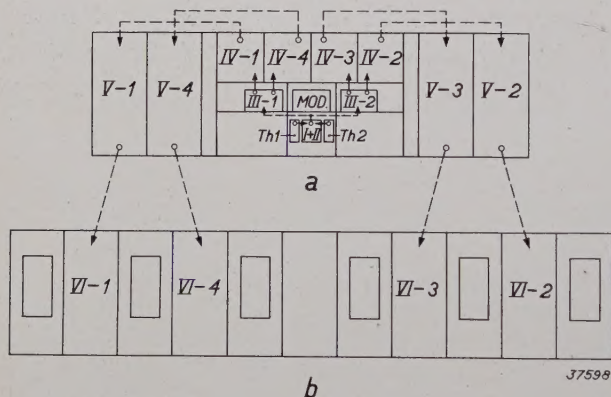 IV-1 IV-4 IV-3 IV-2
V-1 V-4 V-3 V-2
III-1 MOD. III-2
Th1 I+II Th2
a
VI-1 VI-4 VI-3 VI-2
37598
b